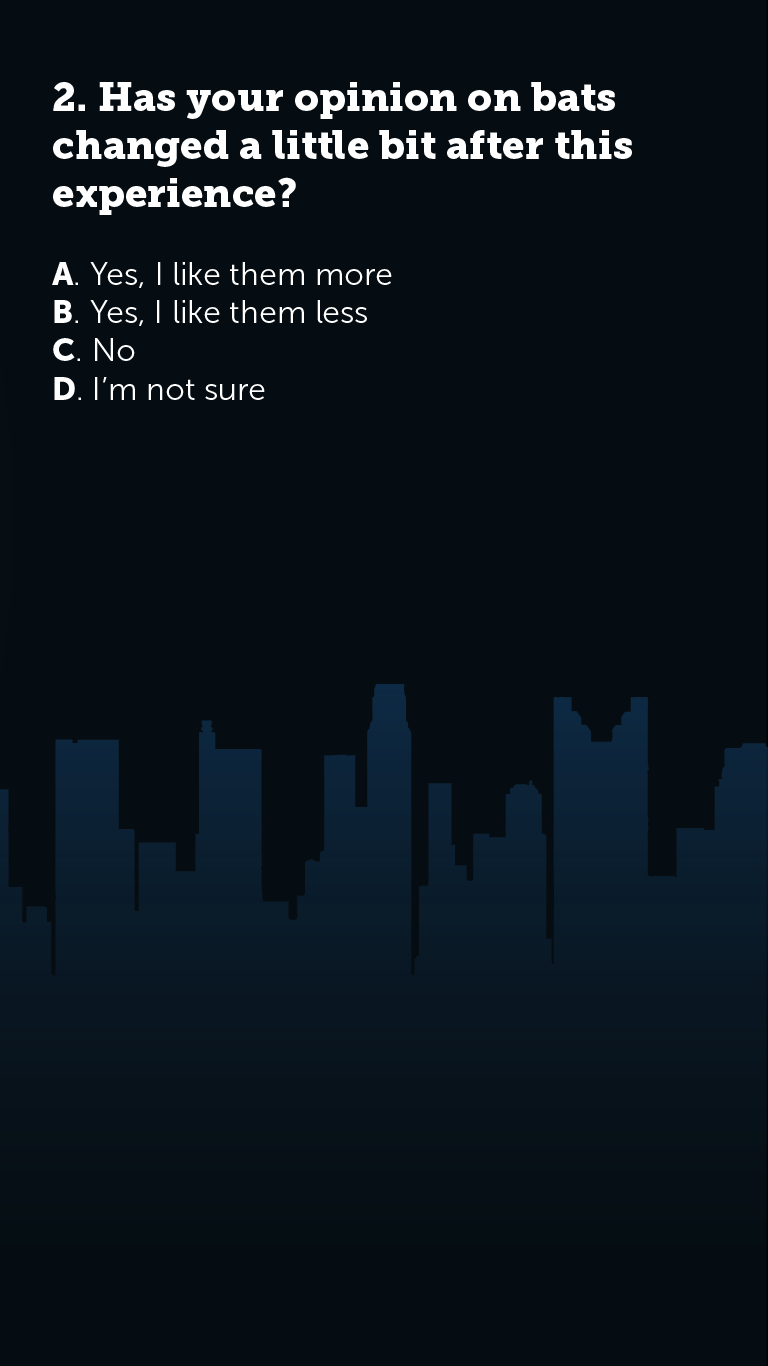 2. Has your opinion on bats
changed a little bit after this
experience?
A. Yes, I like them more
B. Yes, I like them less
C. No
D. I’m not sure